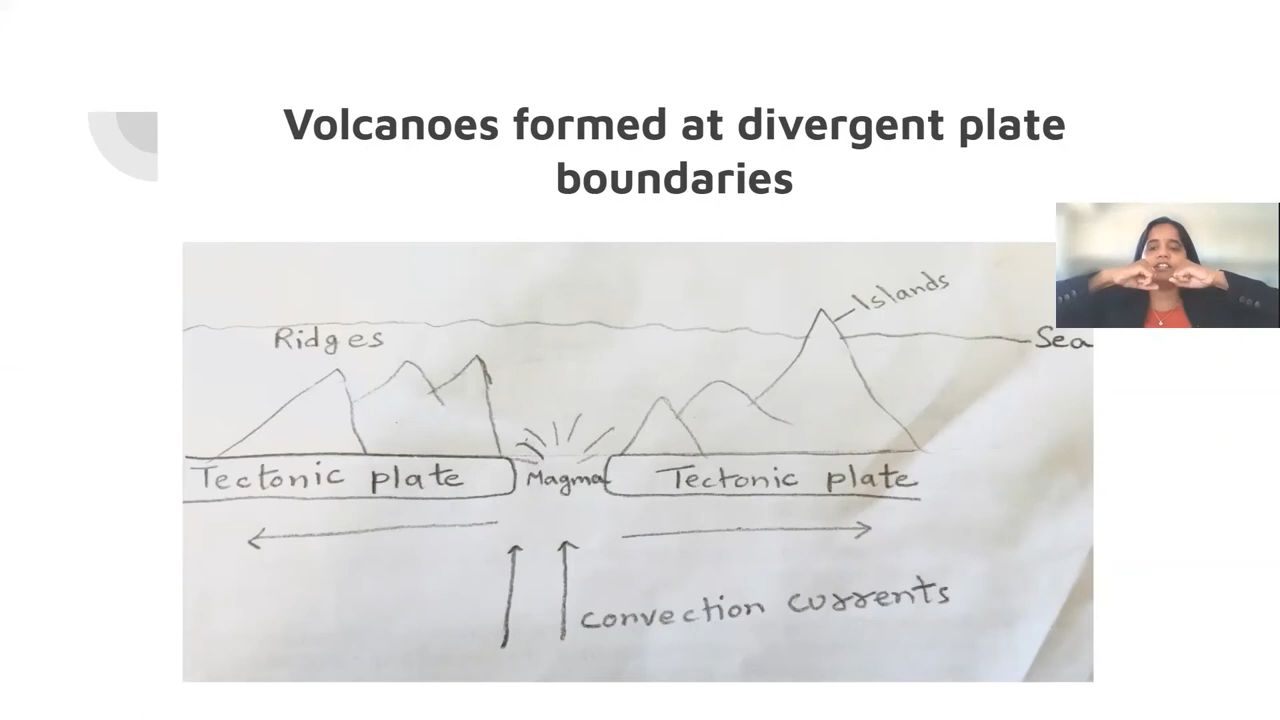 Volcanoes formed at divergent plate
boundaries
Islands
Ridges
Sea
Tectonic plate
Magma
Tectonic plate
convection currents